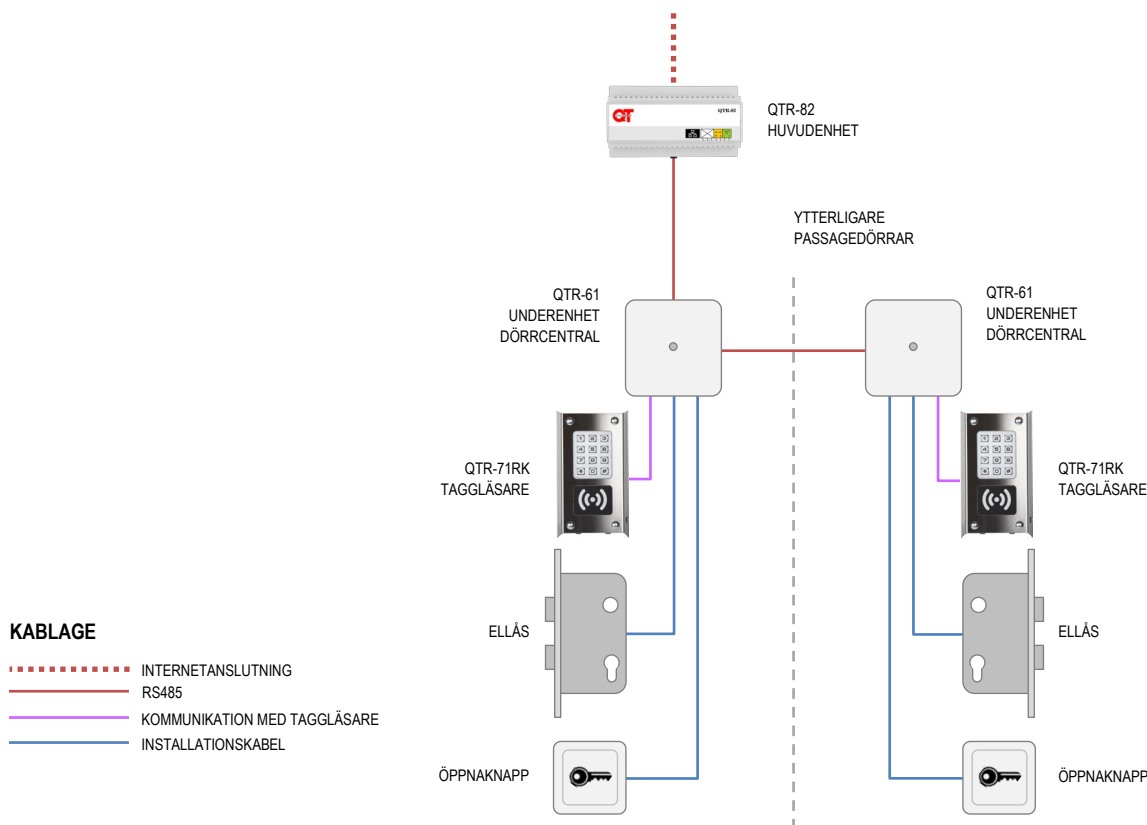 QT
QTR-82
QTR-82
HUVUDENHET
YTTERLIGARE
PASSAGEDÖRRAR
QTR-61
UNDERENHET
DÖRRCENTRAL
QTR-61
UNDERENHET
DÖRRCENTRAL
QTR-71RK
TAGGLÄSARE
QTR-71RK
TAGGLÄSARE
ELLÅS
ELLÅS
ÖPPNAKNAPP
ÖPPNAKNAPP
KABLAGE
INTERNETANSLUTNING
RS485
KOMMUNIKATION MED TAGGLÄSARE
INSTALLATIONSKABEL